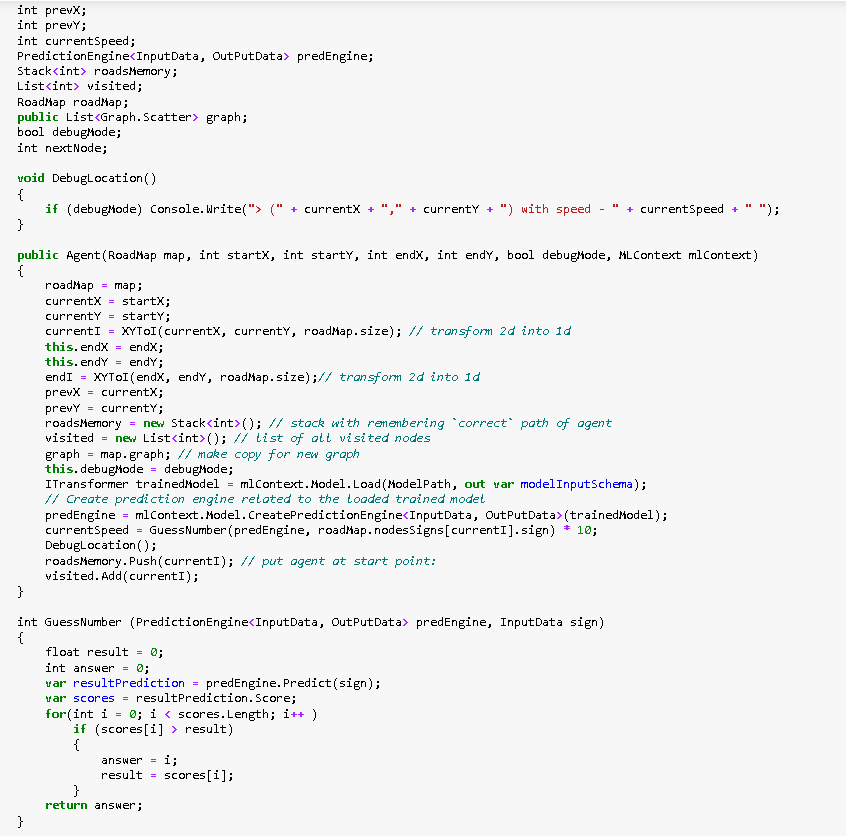 int prevX;
int prevY;
int currentSpeed;
PredictionEngine<InputData, OutPutData> predEngine;
Stack<int> roadsMemory;
List<int> visited;
RoadMap roadMap;
public List<Graph.Scatter> graph;
bool debugMode;
int nextNode;

void DebugLocation()
{
    if (debugMode) Console.Write("> (" + currentX + "," + currentY + ") with speed - " + currentSpeed + " ");
}

public Agent(RoadMap map, int startX, int startY, int endX, int endY, bool debugMode, MLContext mlContext)
{
    roadMap = map;
    currentX = startX;
    currentY = startY;
    currentI = XYToI(currentX, currentY, roadMap.size); // transform 2d into 1d
    this.endX = endX;
    this.endY = endY;
    endI = XYToI(endX, endY, roadMap.size);// transform 2d into 1d
    prevX = currentX;
    prevY = currentY;
    roadsMemory = new Stack<int>(); // stack with remembering `correct` path of agent
    visited = new List<int>(); // list of all visited nodes
    graph = map.graph; // make copy for new graph
    this.debugMode = debugMode;
    ITransformer trainedModel = mlContext.Model.Load(ModelPath, out var modelInputSchema);
    // Create prediction engine related to the loaded trained model
    predEngine = mlContext.Model.CreatePredictionEngine<InputData, OutPutData>(trainedModel);
    currentSpeed = GuessNumber(predEngine, roadMap.nodesSigns[currentI].sign) * 10;
    DebugLocation();
    roadsMemory.Push(currentI); // put agent at start point:
    visited.Add(currentI);
}

int GuessNumber (PredictionEngine<InputData, OutPutData> predEngine, InputData sign)
{
    float result = 0;
    int answer = 0;
    var resultPrediction = predEngine.Predict(sign);
    var scores = resultPrediction.Score;
    for(int i = 0; i < scores.Length; i++ )
        if (scores[i] > result)
        {
            answer = i;
            result = scores[i];
        }
    return answer;
}